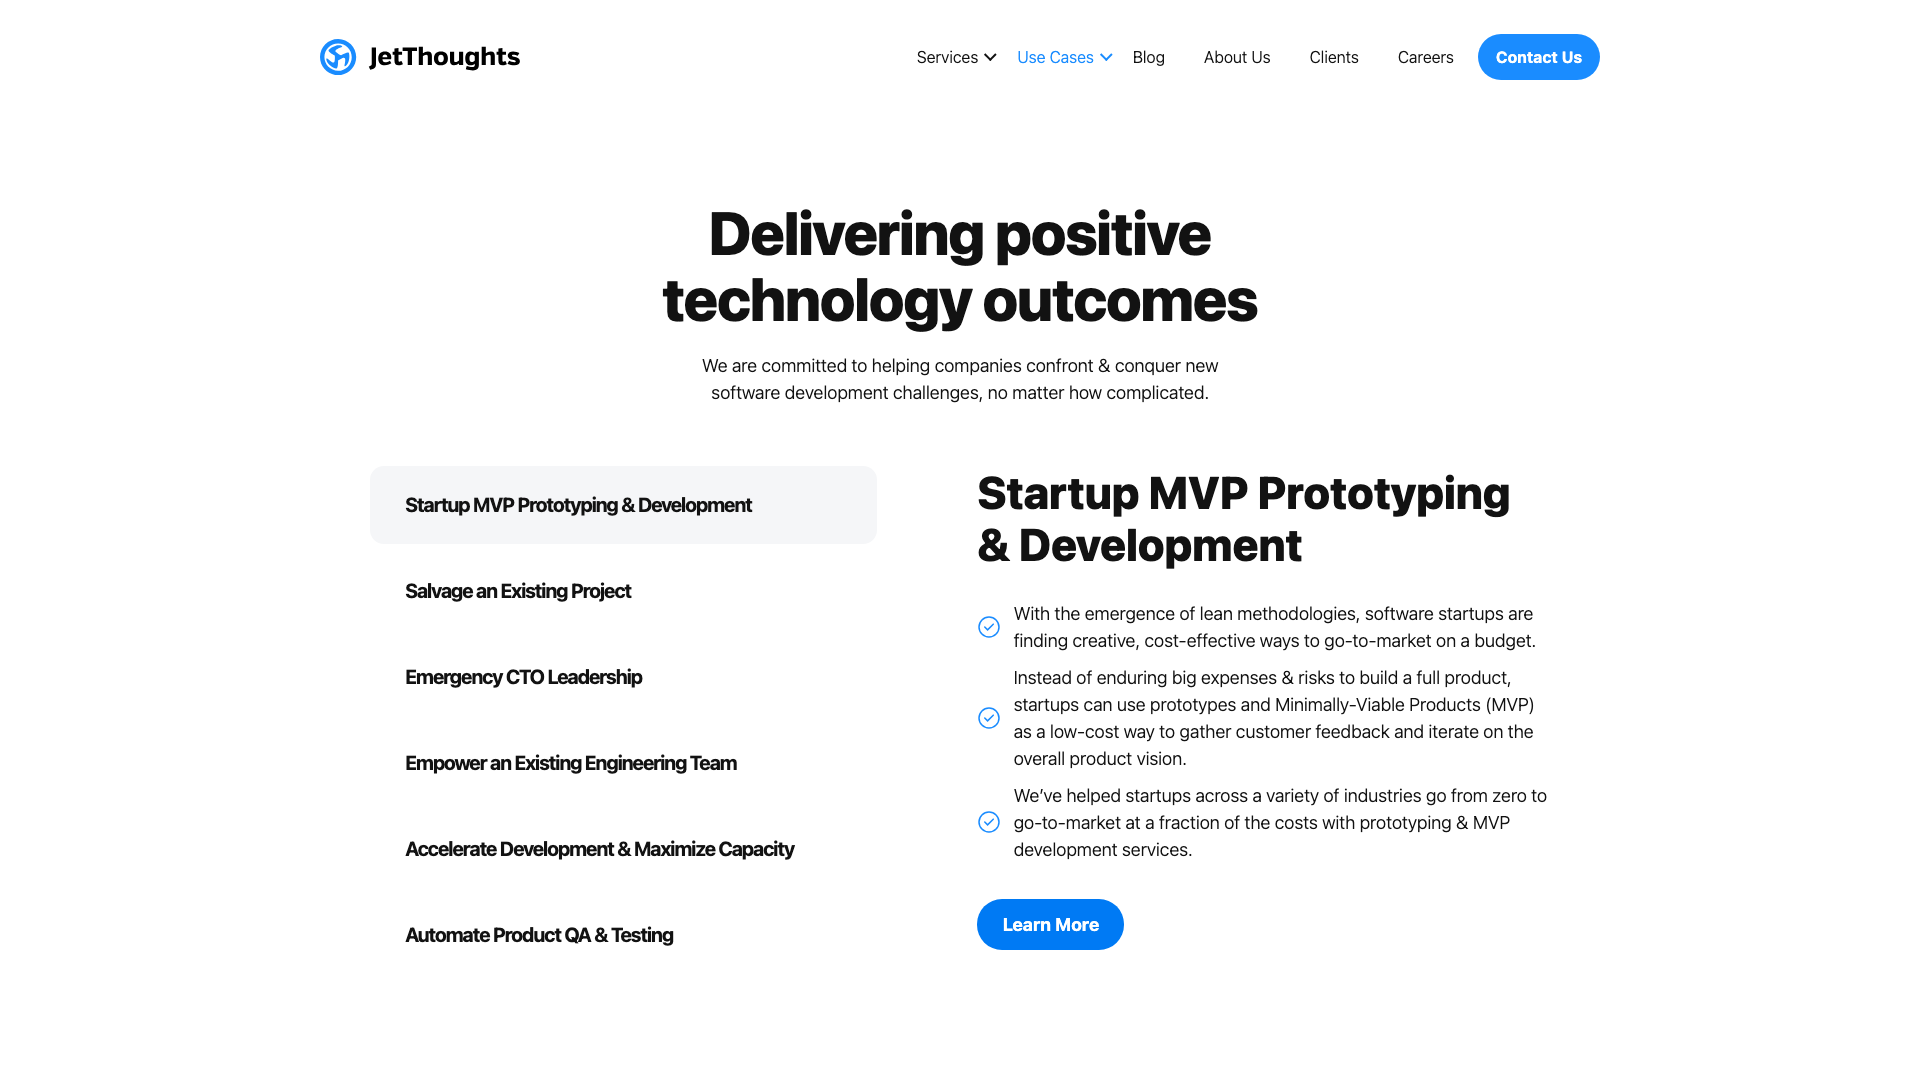 JetThoughts
Services
Use Cases
Blog
About Us
Clients
Careers
Contact Us
Delivering positive
technology outcomes
We are committed to helping companies confront & conquer new
software development challenges, no matter how complicated.
Startup MVP Prototyping & Development
Salvage an Existing Project
Emergency CTO Leadership
Empower an Existing Engineering Team
Accelerate Development & Maximize Capacity
Automate Product QA & Testing
Startup MVP Prototyping
& Development
With the emergence of lean methodologies, software startups are
finding creative, cost-effective ways to go-to-market on a budget.
Instead of enduring big expenses & risks to build a full product,
startups can use prototypes and Minimally-Viable Products (MVP)
as a low-cost way to gather customer feedback and iterate on the
overall product vision.
We’ve helped startups across a variety of industries go from zero to
go-to-market at a fraction of the costs with prototyping & MVP
development services.
Learn More